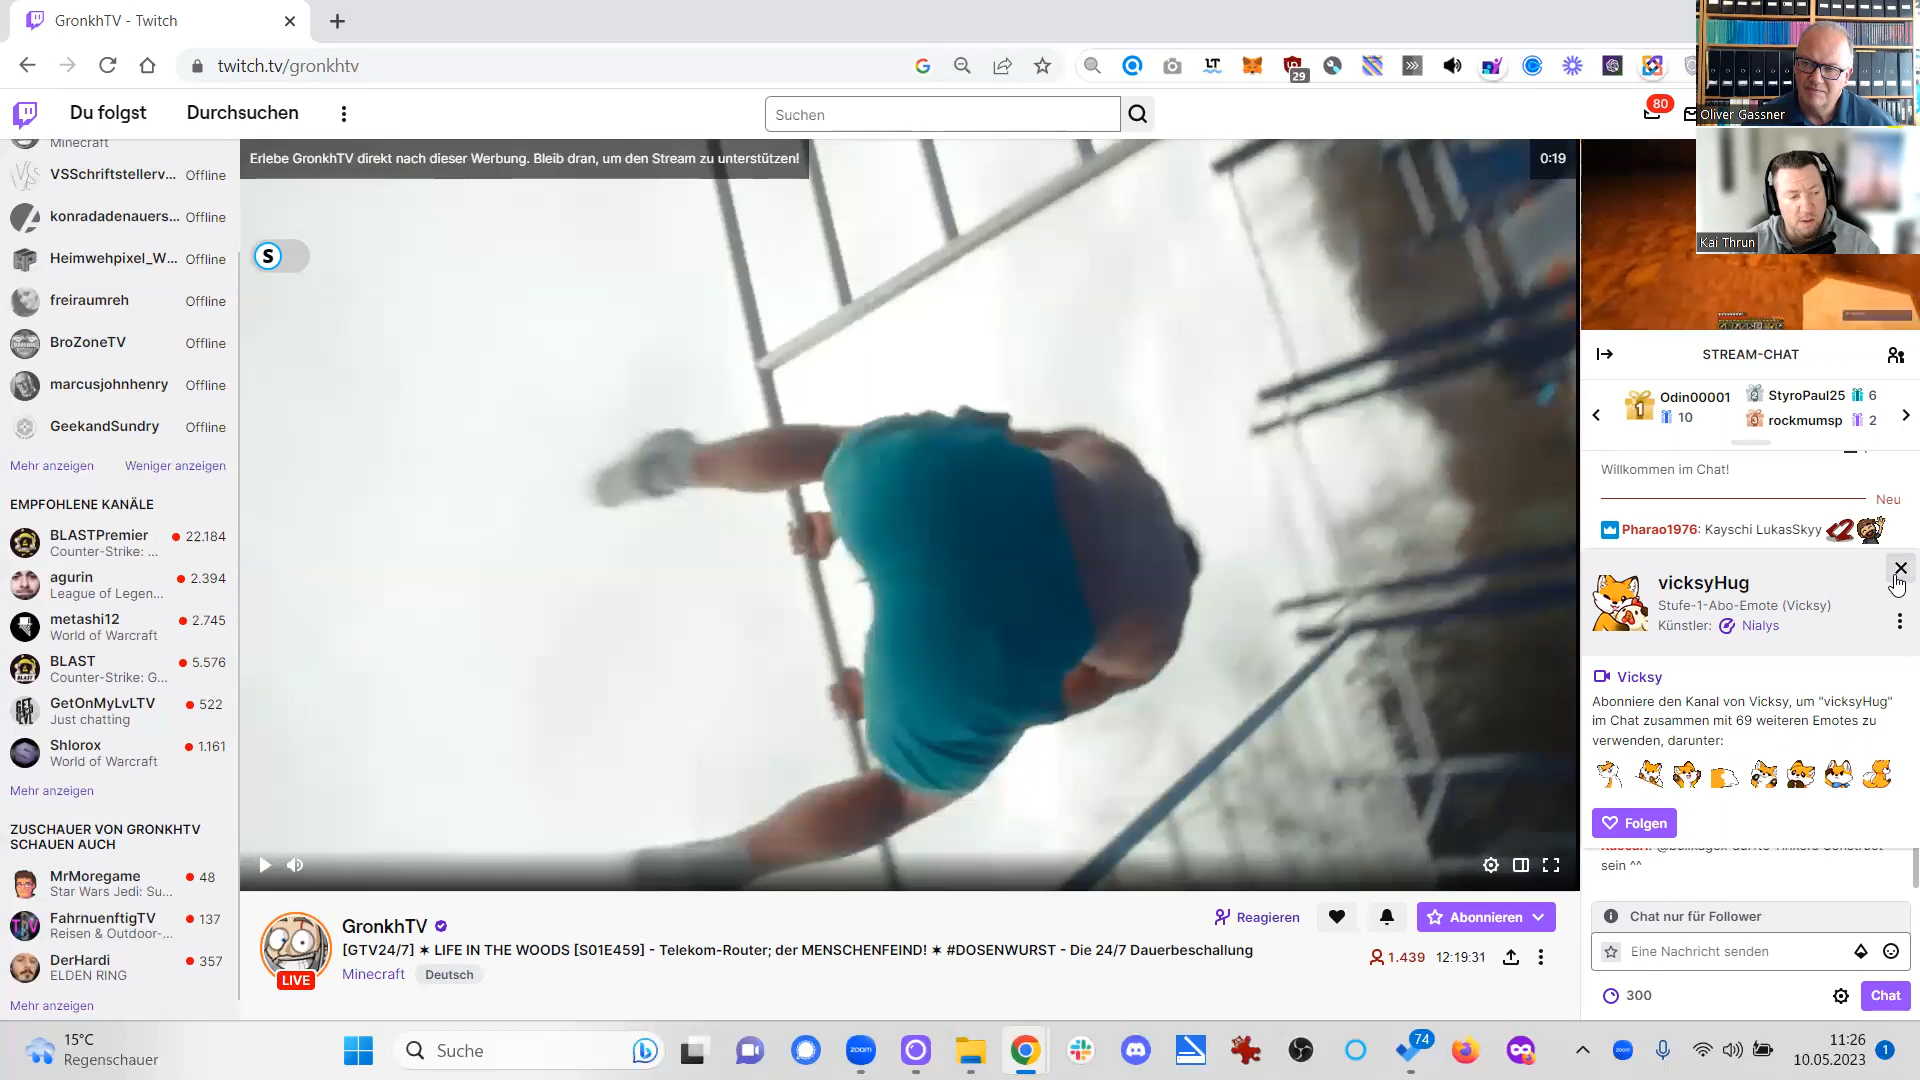 GronkhTV - Twitch
twitch.tv/gronkhtv
29
Du folgst
Durchsuchen
Suchen
80
Oliver Gassner
Kai Thrun
Minecraft
VSSchriftstellerv... Offline
konradadenauers... Offline
Heimwehpixel_W... Offline
freiraumreh Offline
BroZoneTV Offline
marcusjohnhenry Offline
GeekandSundry Offline
Mehr anzeigen Weniger anzeigen
EMPFOHLENE KANÄLE
BLASTPremier 22.184
Counter-Strike: ...
agurin 2.394
League of Legen...
metashi12 2.745
World of Warcraft
BLAST 5.576
Counter-Strike: G...
GetOnMyLvLTV 522
Just chatting
Shlorox 1.161
World of Warcraft
Mehr anzeigen
ZUSCHAUER VON GRONKHTV
SCHAUEN AUCH
MrMoregame 48
Star Wars Jedi: Su...
FahrnuenftigTV 137
Reisen & Outdoor-...
DerHardi 357
ELDEN RING
Mehr anzeigen
Erlebe GronkhTV direkt nach dieser Werbung. Bleib dran, um den Stream zu unterstützen!
0:19
S
GronkhTV
[GTV24/7] ✶ LIFE IN THE WOODS [S01E459] - Telekom-Router; der MENSCHENFEIND! ✶ #DOSENWURST - Die 24/7 Dauerbeschallung
Minecraft Deutsch
LIVE
Reagieren
Abonnieren
1.439 12:19:31
STREAM-CHAT
1 Odin00001
10
2 StyroPaul25 6
3 rockmumsp 2
Willkommen im Chat!
Neu
Pharao1976: Kayschi LukasSkyy
vicksyHug
Stufe-1-Abo-Emote (Vicksy)
Künstler: Nialys
Vicksy
Abonniere den Kanal von Vicksy, um "vicksyHug"
im Chat zusammen mit 69 weiteren Emotes zu
verwenden, darunter:
Folgen
sein ^^
Chat nur für Follower
Eine Nachricht senden
300
Chat
15°C
Regenschauer
Suche
zoom
74
zoom
11:26
10.05.2023
1